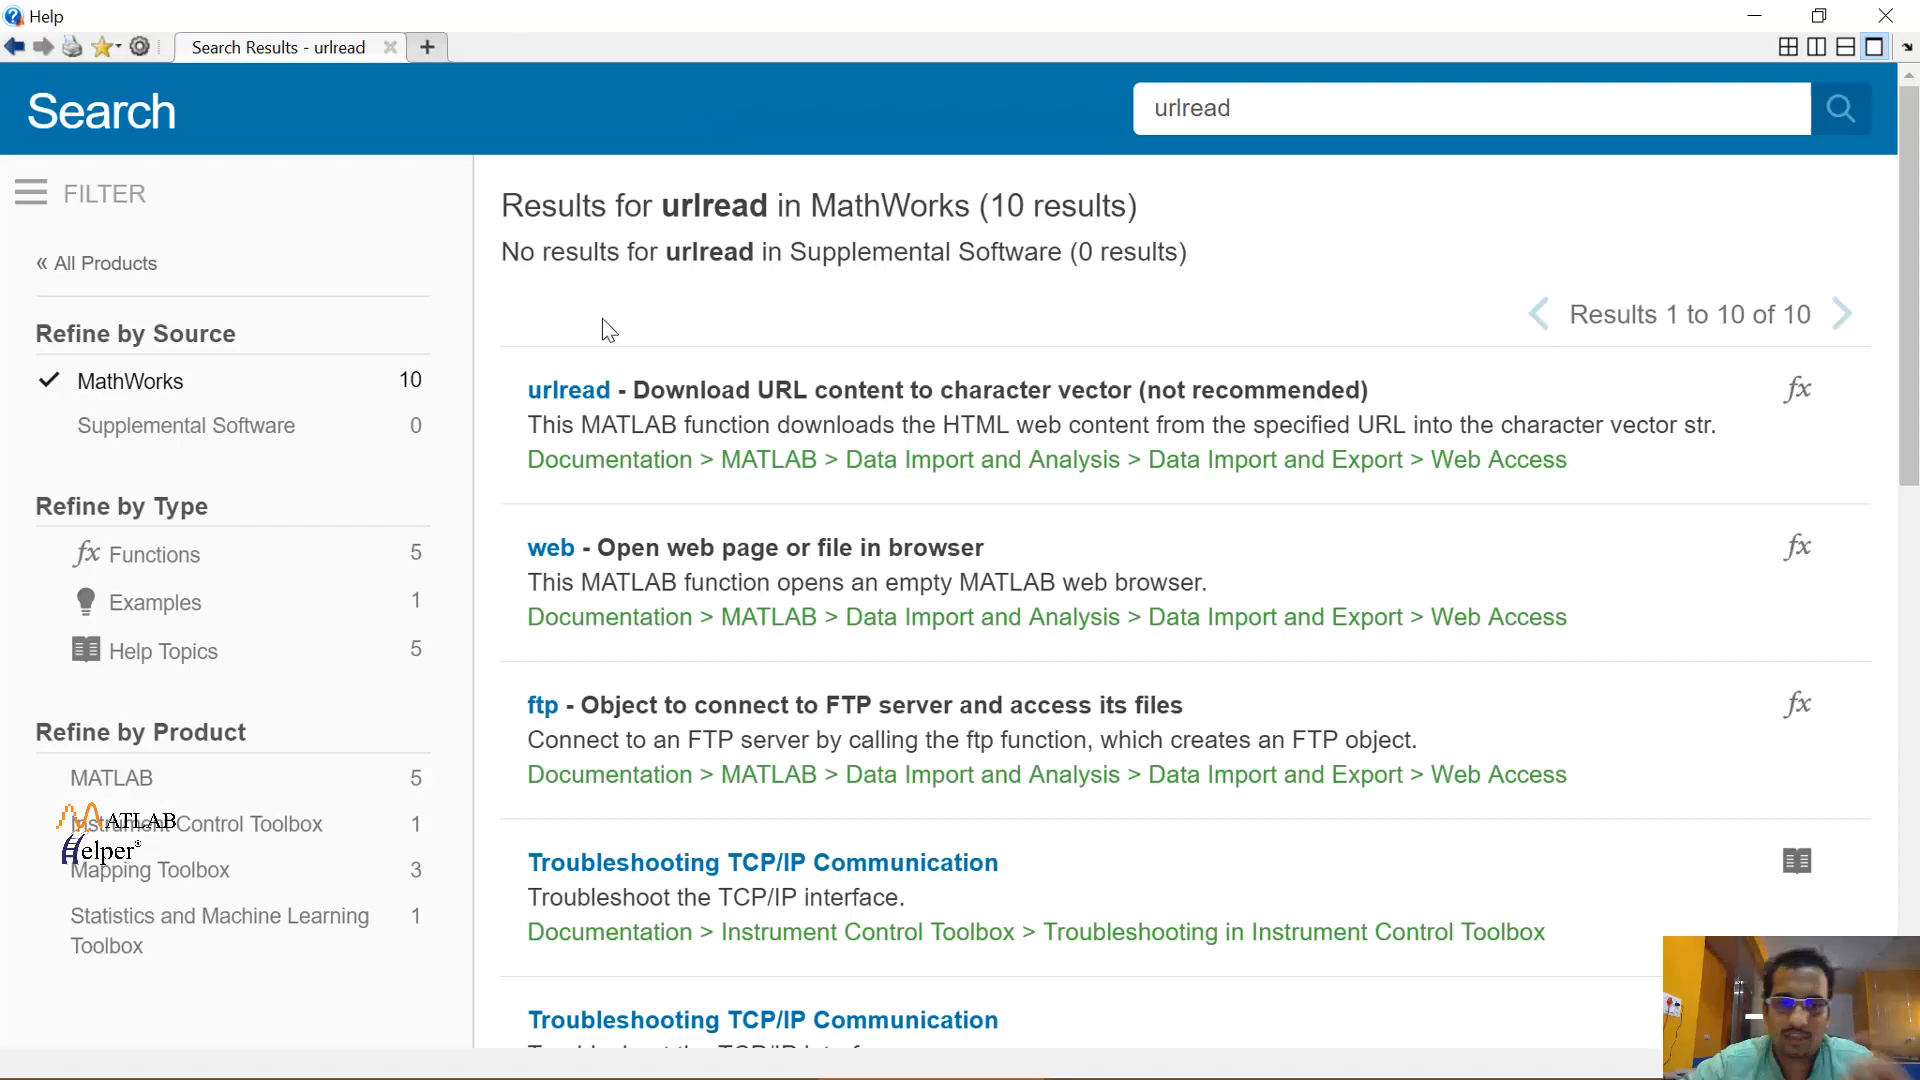 Help
Search Results - urlread
Search
urlread
FILTER
« All Products
Refine by Source
MathWorks 10
Supplemental Software 0
Refine by Type
fx Functions 5
Examples 1
Help Topics 5
Refine by Product
MATLAB 5
Instrument Control Toolbox 1
MATLAB
Helper®
Mapping Toolbox 3
Statistics and Machine Learning 1
Toolbox
Results for urlread in MathWorks (10 results)
No results for urlread in Supplemental Software (0 results)
Results 1 to 10 of 10
urlread - Download URL content to character vector (not recommended) fx
This MATLAB function downloads the HTML web content from the specified URL into the character vector str.
Documentation > MATLAB > Data Import and Analysis > Data Import and Export > Web Access
web - Open web page or file in browser fx
This MATLAB function opens an empty MATLAB web browser.
Documentation > MATLAB > Data Import and Analysis > Data Import and Export > Web Access
ftp - Object to connect to FTP server and access its files fx
Connect to an FTP server by calling the ftp function, which creates an FTP object.
Documentation > MATLAB > Data Import and Analysis > Data Import and Export > Web Access
Troubleshooting TCP/IP Communication
Troubleshoot the TCP/IP interface.
Documentation > Instrument Control Toolbox > Troubleshooting in Instrument Control Toolbox
Troubleshooting TCP/IP Communication